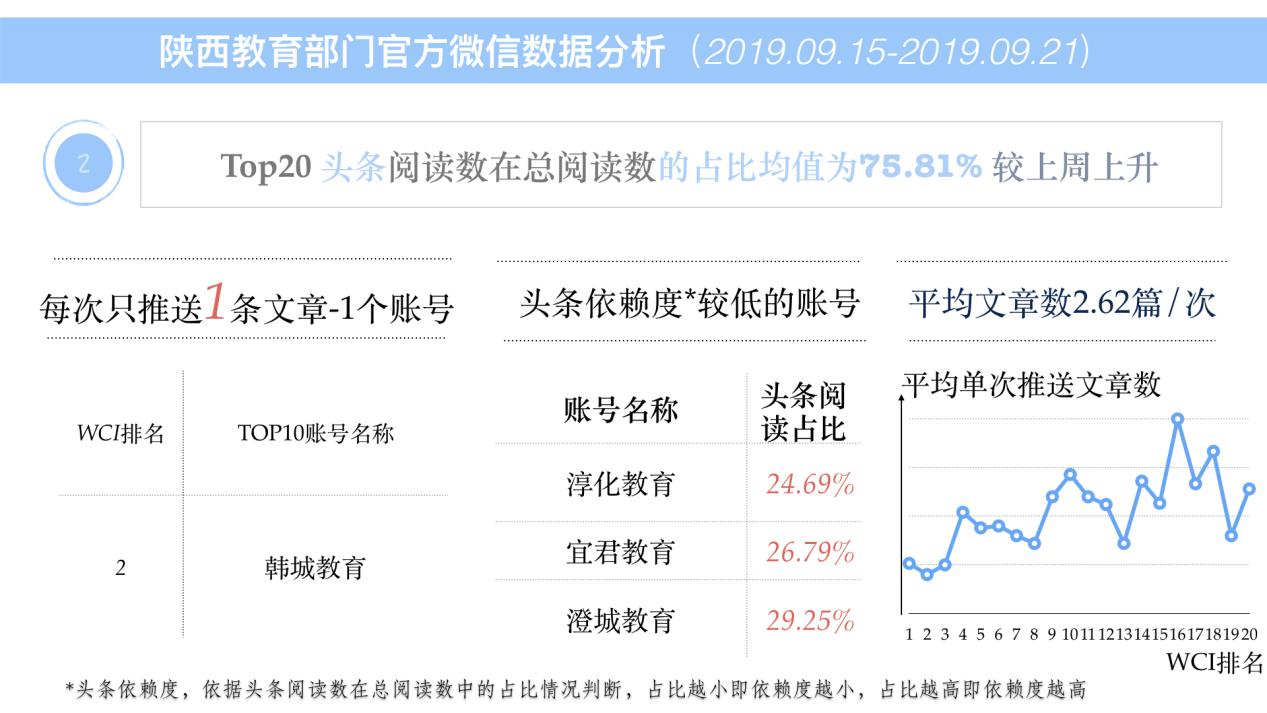 陕西教育部门官方微信数据分析（2019.09.15-2019.09.21）
2
Top20 头条阅读数在总阅读数的占比均值为75.81% 较上周上升
每次只推送1条文章-1个账号
WCI排名 TOP10账号名称
2 韩城教育
头条依赖度*较低的账号
账号名称 头条阅
读占比
淳化教育 24.69%
宜君教育 26.79%
澄城教育 29.25%
平均文章数2.62篇/次
平均单次推送文章数
1 2 3 4 5 6 7 8 9 10 11 12 13 14 15 16 17 18 19 20
WCI排名
*头条依赖度，依据头条阅读数在总阅读数中的占比情况判断，占比越小即依赖度越小，占比越高即依赖度越高